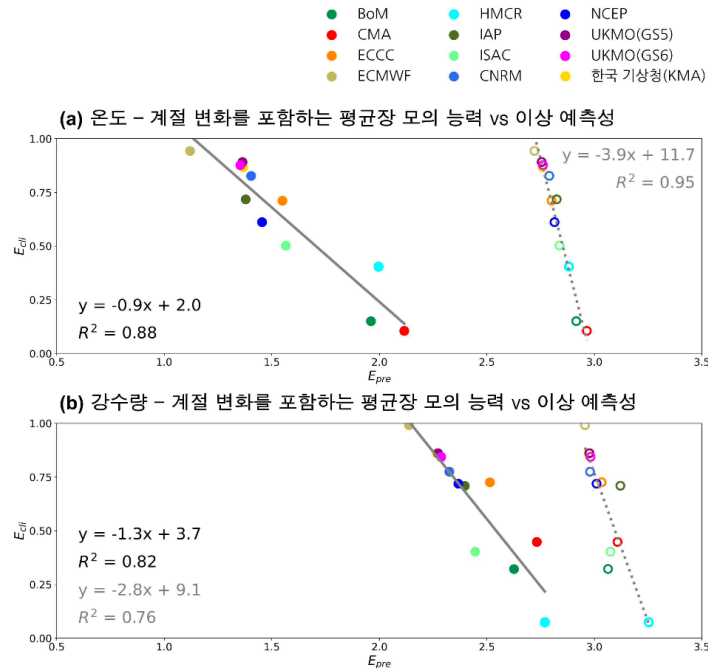 BoM HMCR NCEP
CMA IAP UKMO(GS5)
ECCC ISAC UKMO(GS6)
ECMWF CNRM 한국 기상청(KMA)
(a) 온도 – 계절 변화를 포함하는 평균장 모의 능력 vs 이상 예측성
1.00
y = -3.9x + 11.7
R² = 0.95
0.75
E_cli
0.50
0.25
y = -0.9x + 2.0
R² = 0.88
0.00
0.5 1.0 1.5 2.0 2.5 3.0 3.5
E_pre
(b) 강수량 – 계절 변화를 포함하는 평균장 모의 능력 vs 이상 예측성
1.00
0.75
E_cli
0.50
y = -1.3x + 3.7
R² = 0.82
0.25
y = -2.8x + 9.1
R² = 0.76
0.00
0.5 1.0 1.5 2.0 2.5 3.0 3.5
E_pre